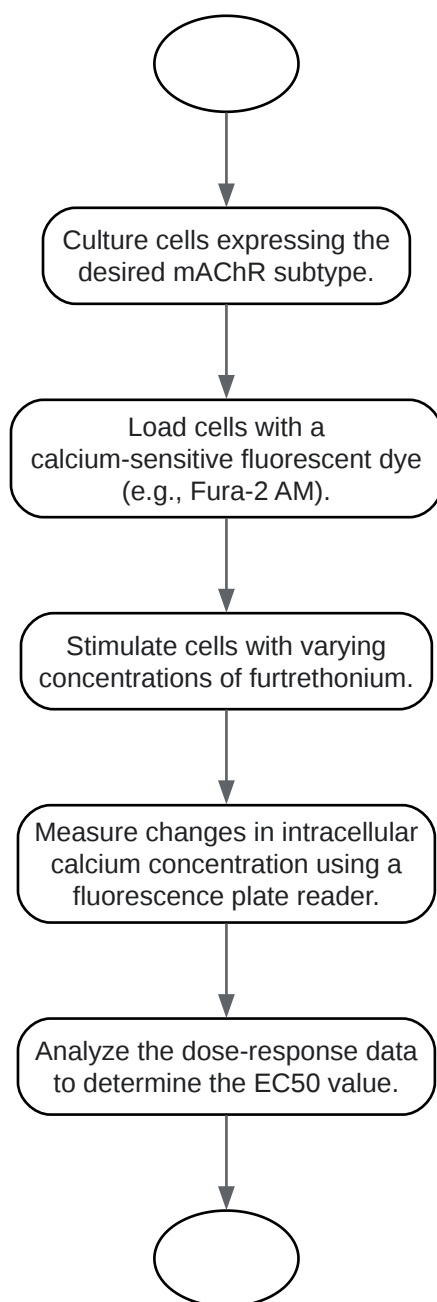 Culture cells expressing the
desired mAChR subtype.
Load cells with a
calcium-sensitive fluorescent dye
(e.g., Fura-2 AM).
Stimulate cells with varying
concentrations of furtrethonium.
Measure changes in intracellular
calcium concentration using a
fluorescence plate reader.
Analyze the dose-response data
to determine the EC50 value.